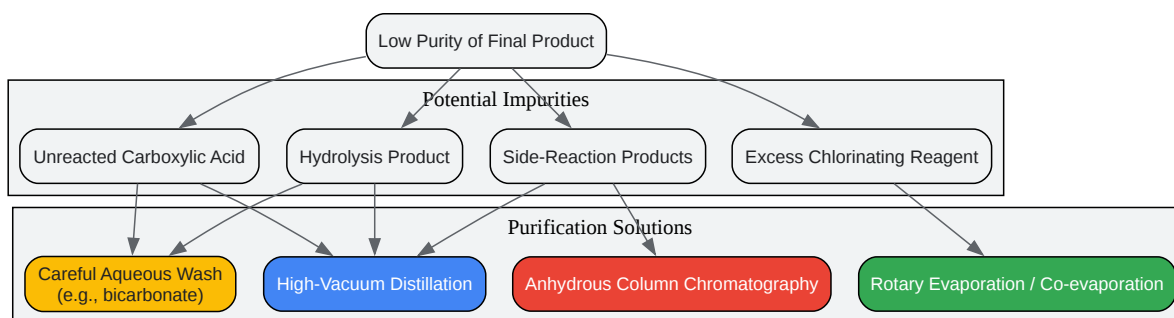 Low Purity of Final Product
Potential Impurities
Unreacted Carboxylic Acid
Hydrolysis Product
Side-Reaction Products
Excess Chlorinating Reagent
Purification Solutions
Careful Aqueous Wash
(e.g., bicarbonate)
High-Vacuum Distillation
Anhydrous Column Chromatography
Rotary Evaporation / Co-evaporation